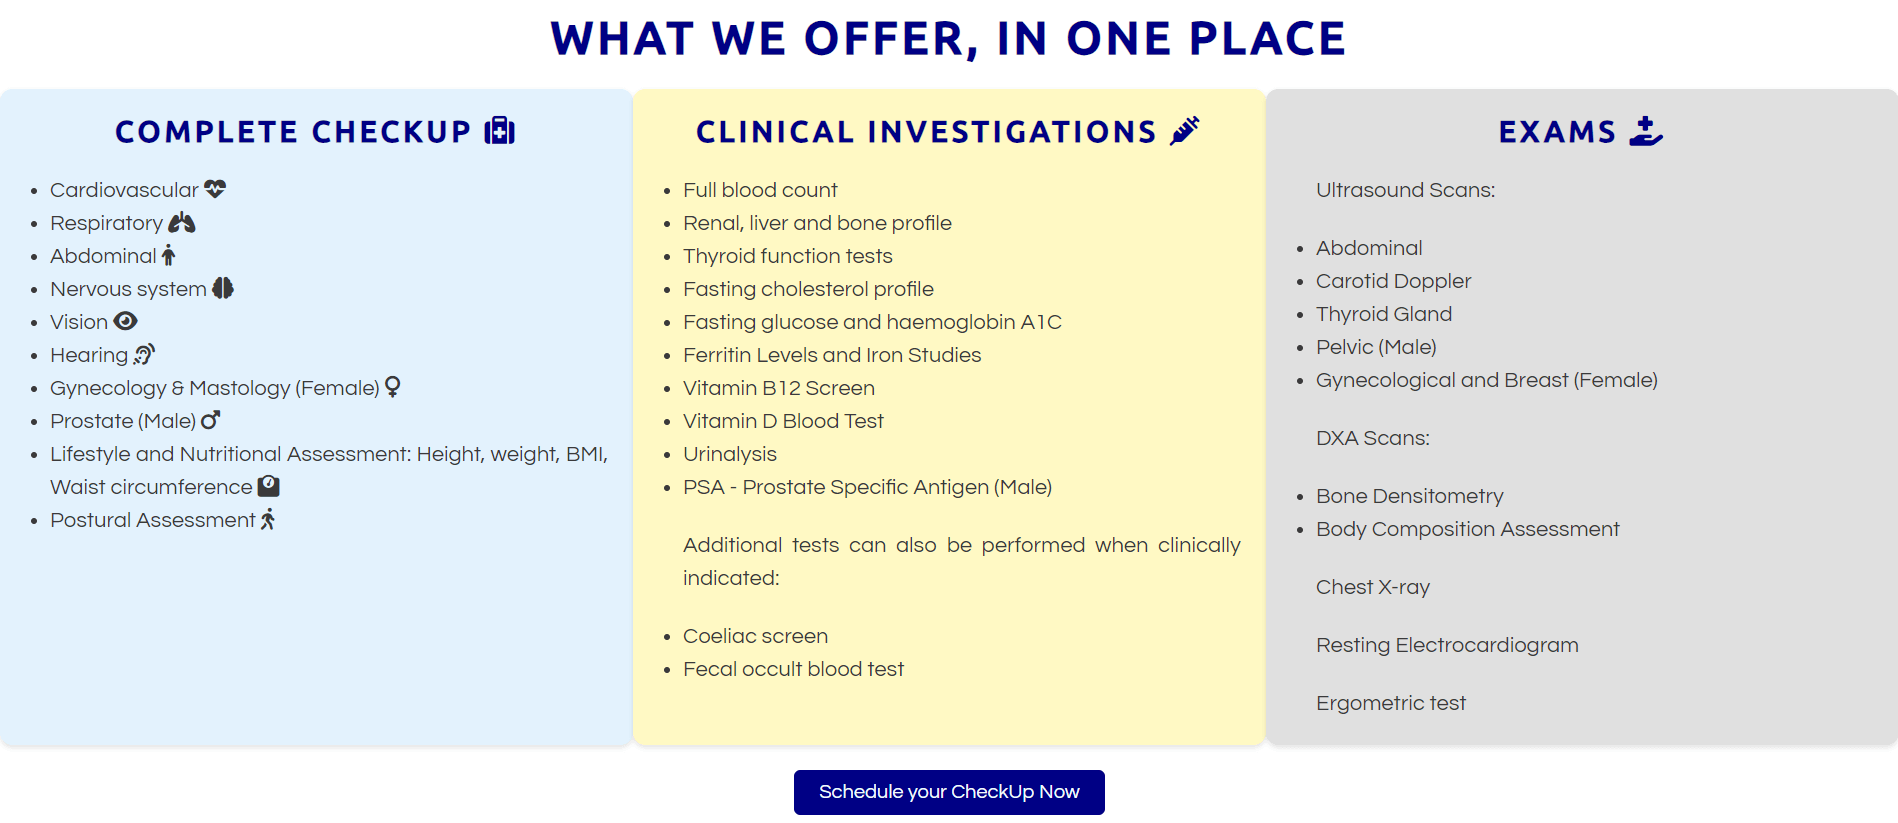 WHAT WE OFFER, IN ONE PLACE
COMPLETE CHECKUP
Cardiovascular
Respiratory
Abdominal
Nervous system
Vision
Hearing
Gynecology & Mastology (Female)
Prostate (Male)
Lifestyle and Nutritional Assessment: Height, weight, BMI,
Waist circumference
Postural Assessment
CLINICAL INVESTIGATIONS
Full blood count
Renal, liver and bone profile
Thyroid function tests
Fasting cholesterol profile
Fasting glucose and haemoglobin A1C
Ferritin Levels and Iron Studies
Vitamin B12 Screen
Vitamin D Blood Test
Urinalysis
PSA - Prostate Specific Antigen (Male)
Additional tests can also be performed when clinically
indicated:
Coeliac screen
Fecal occult blood test
EXAMS
Ultrasound Scans:
Abdominal
Carotid Doppler
Thyroid Gland
Pelvic (Male)
Gynecological and Breast (Female)
DXA Scans:
Bone Densitometry
Body Composition Assessment
Chest X-ray
Resting Electrocardiogram
Ergometric test
Schedule your CheckUp Now